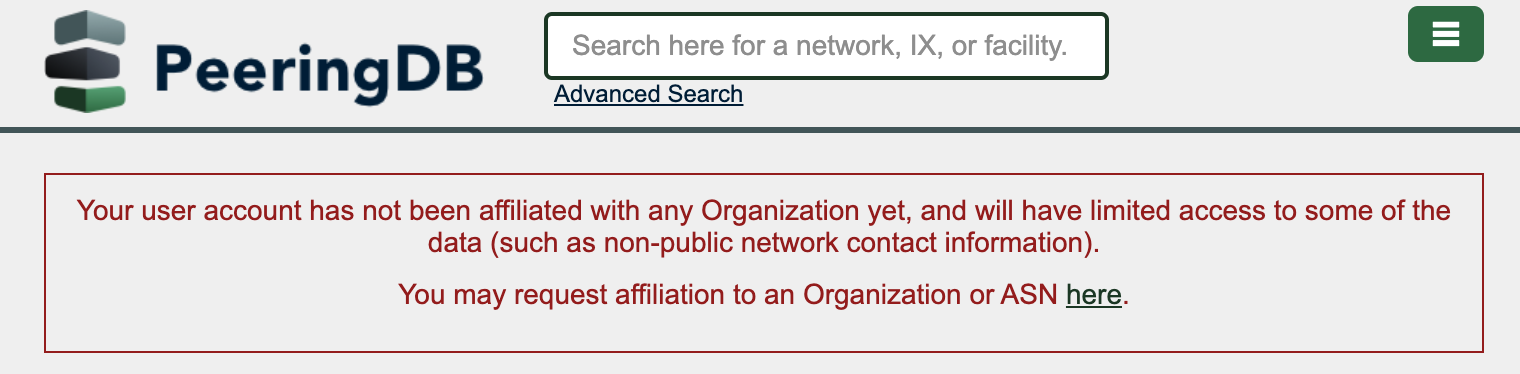 PeeringDB
Search here for a network, IX, or facility.
Advanced Search
Your user account has not been affiliated with any Organization yet, and will have limited access to some of the
data (such as non-public network contact information).
You may request affiliation to an Organization or ASN here.